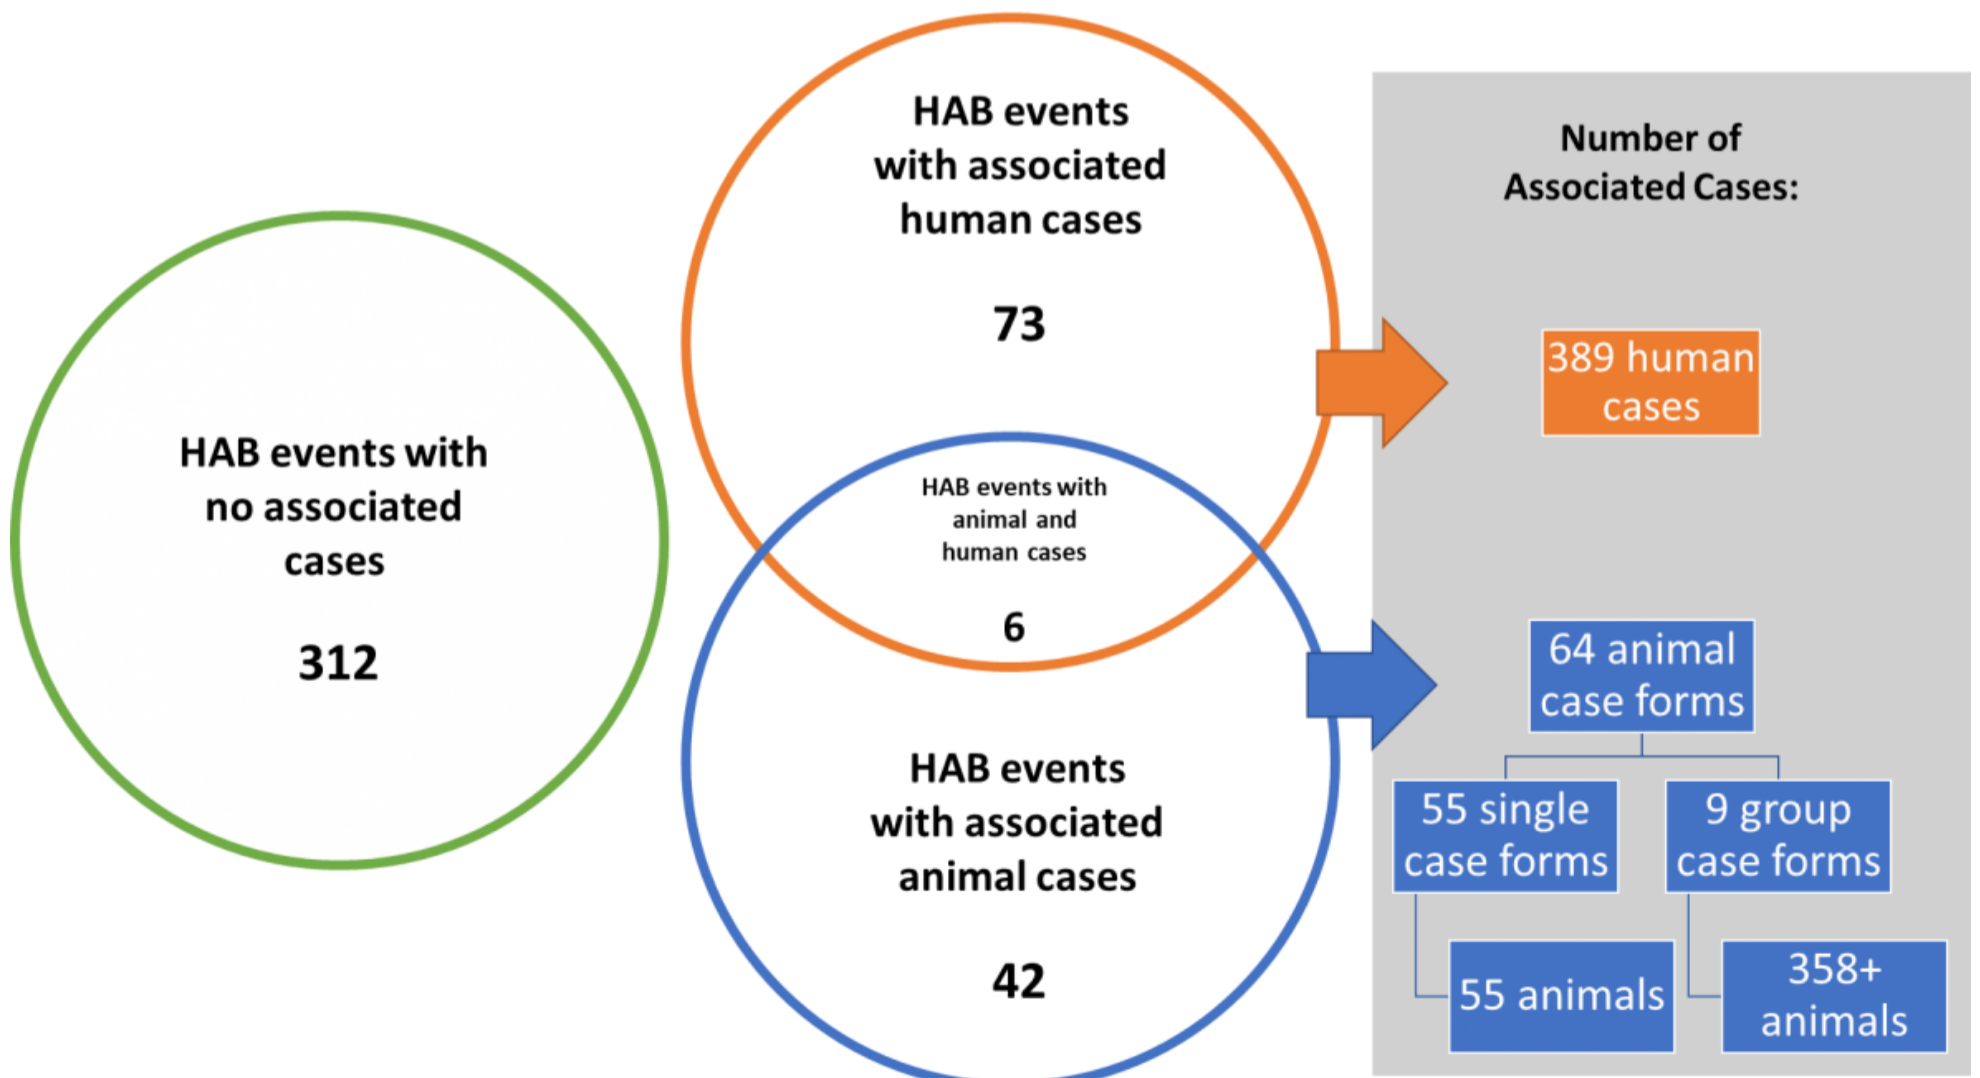 HAB events with
no associated
cases
312
HAB events
with associated
human cases
73
HAB events with
animal and
human cases
6
HAB events
with associated
animal cases
42
Number of
Associated Cases:
389 human
cases
64 animal
case forms
55 single
case forms
9 group
case forms
55 animals
358+
animals